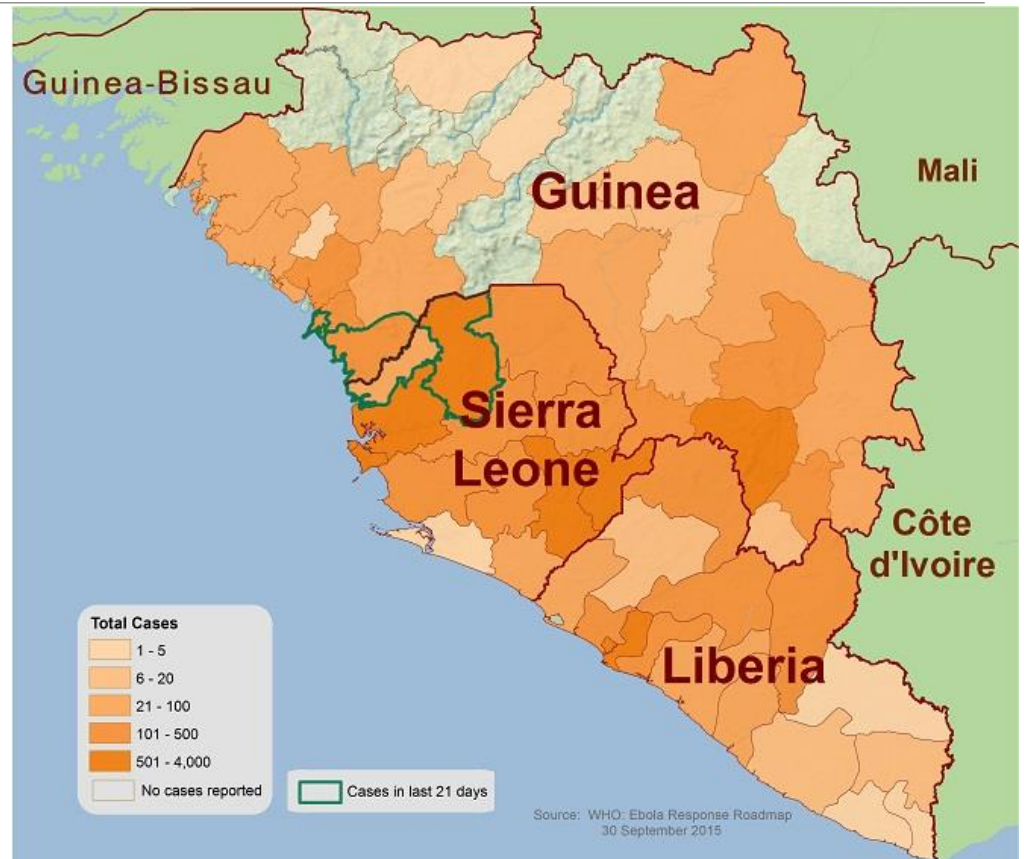 Guinea-Bissau
Mali
Guinea
Sierra
Leone
Côte
d'Ivoire
Liberia
Total Cases
1 - 5
6 - 20
21 - 100
101 - 500
501 - 4,000
No cases reported
Cases in last 21 days
Source: WHO: Ebola Response Roadmap
30 September 2015